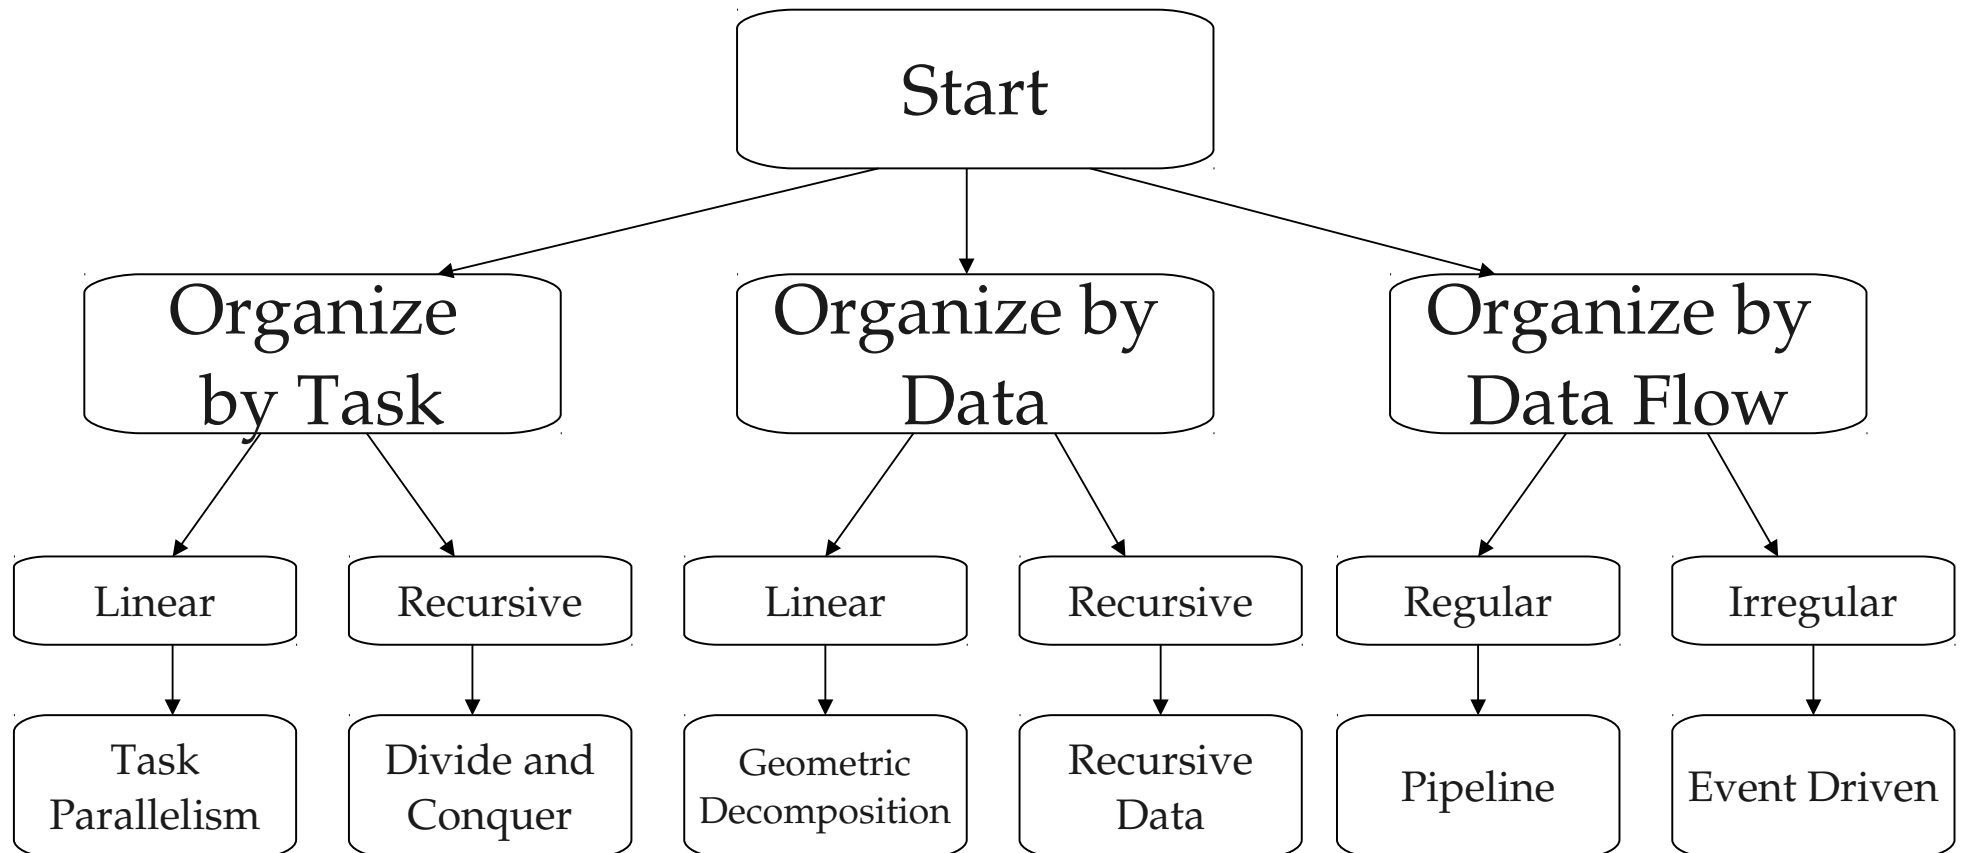 Start
Organize
by Task
Organize by
Data
Organize by
Data Flow
Linear
Recursive
Linear
Recursive
Regular
Irregular
Task
Parallelism
Divide and
Conquer
Geometric
Decomposition
Recursive
Data
Pipeline
Event Driven